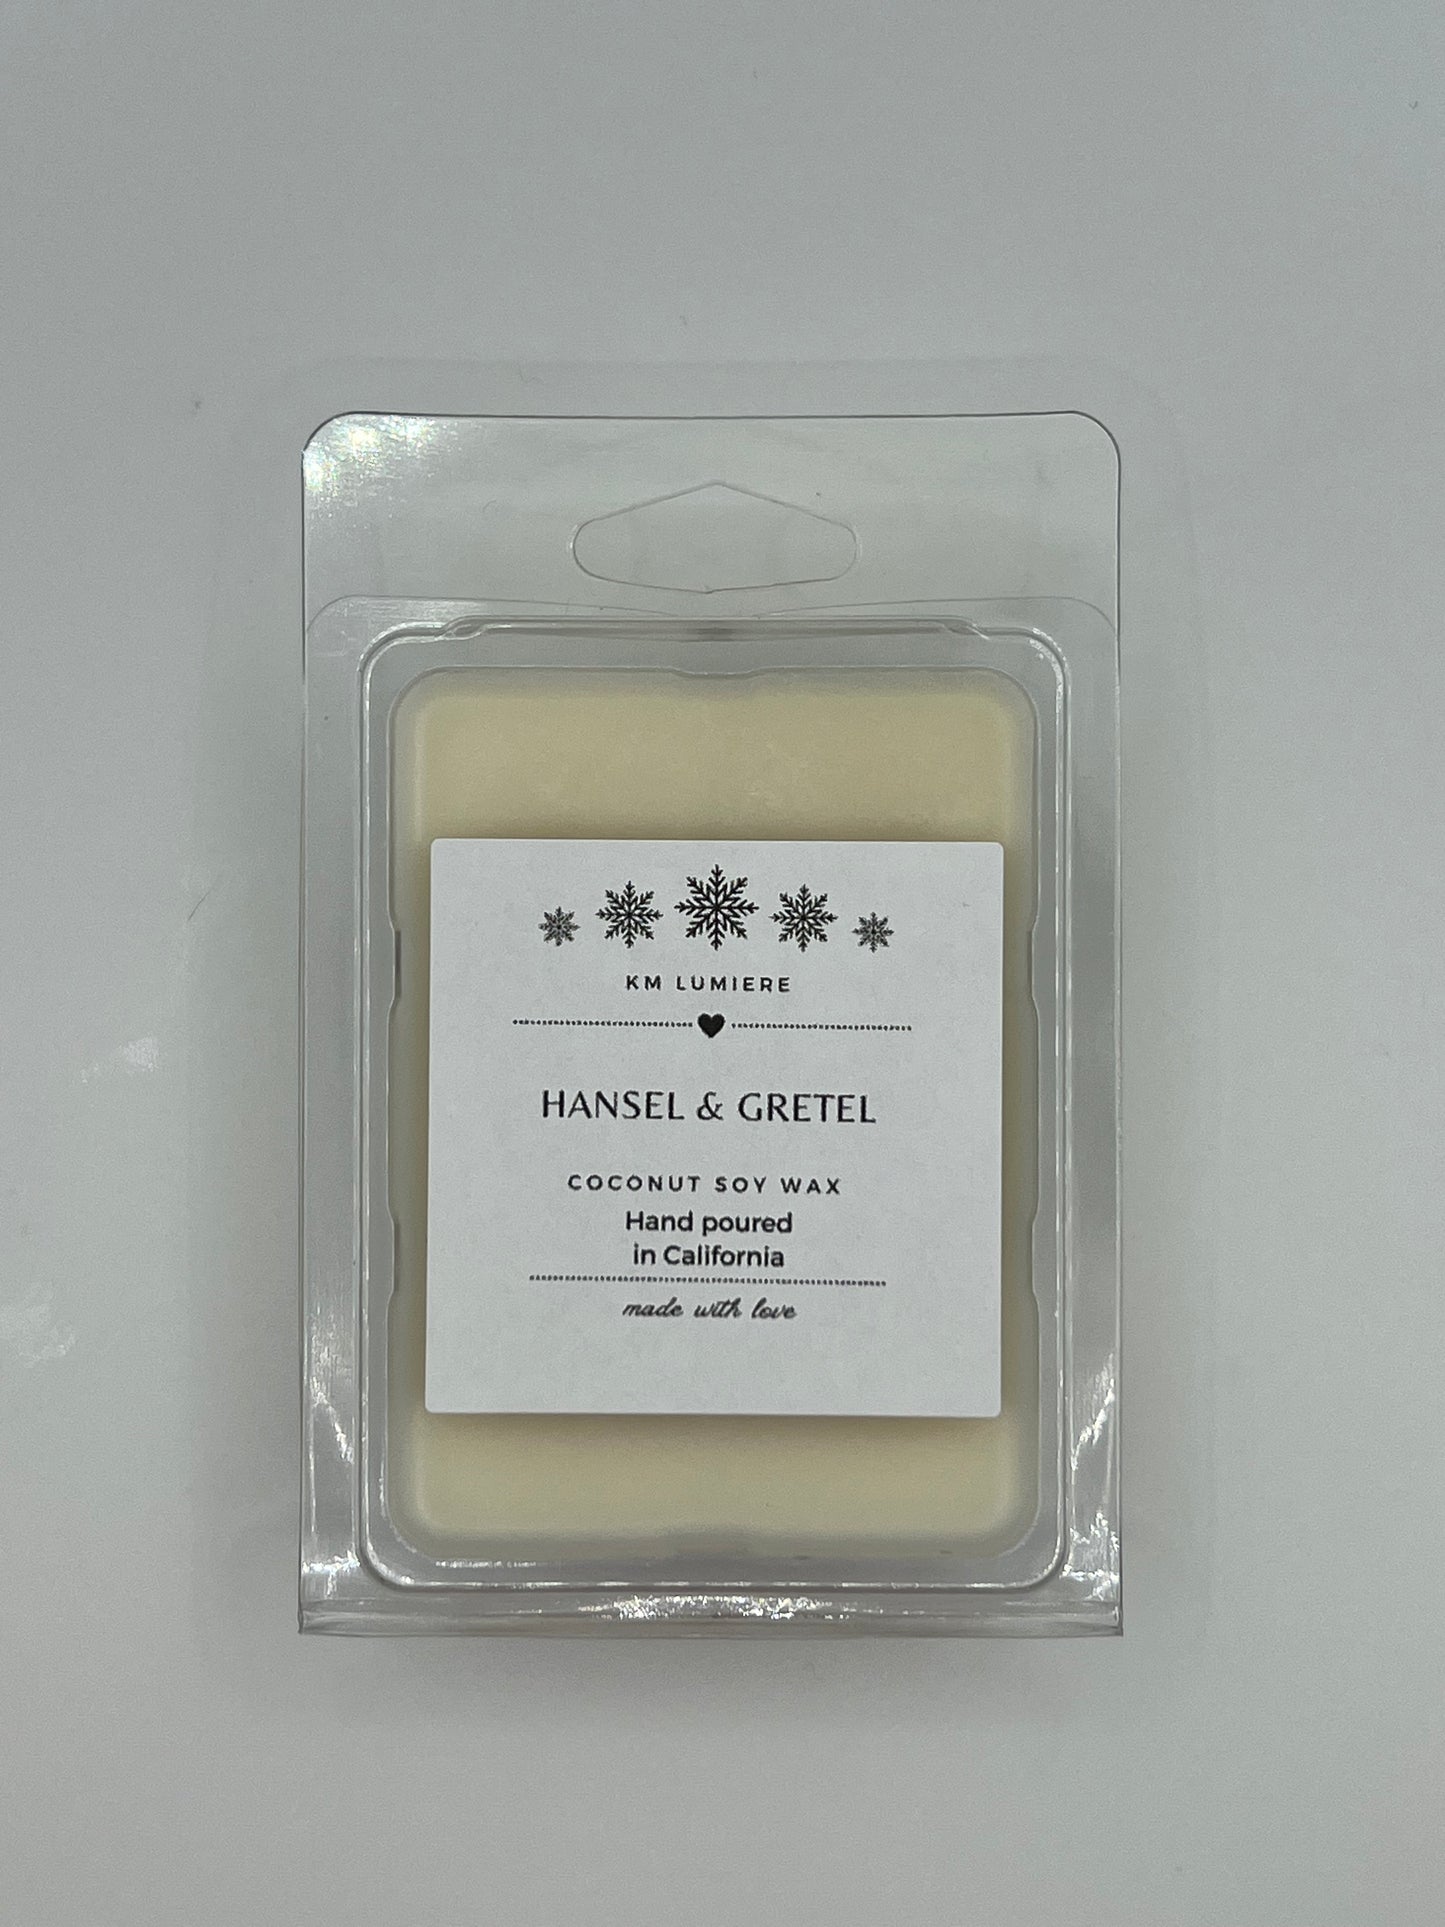 KM LUMIERE
HANSEL & GRETEL
COCONUT SOY WAX
Hand poured
in California
made with love